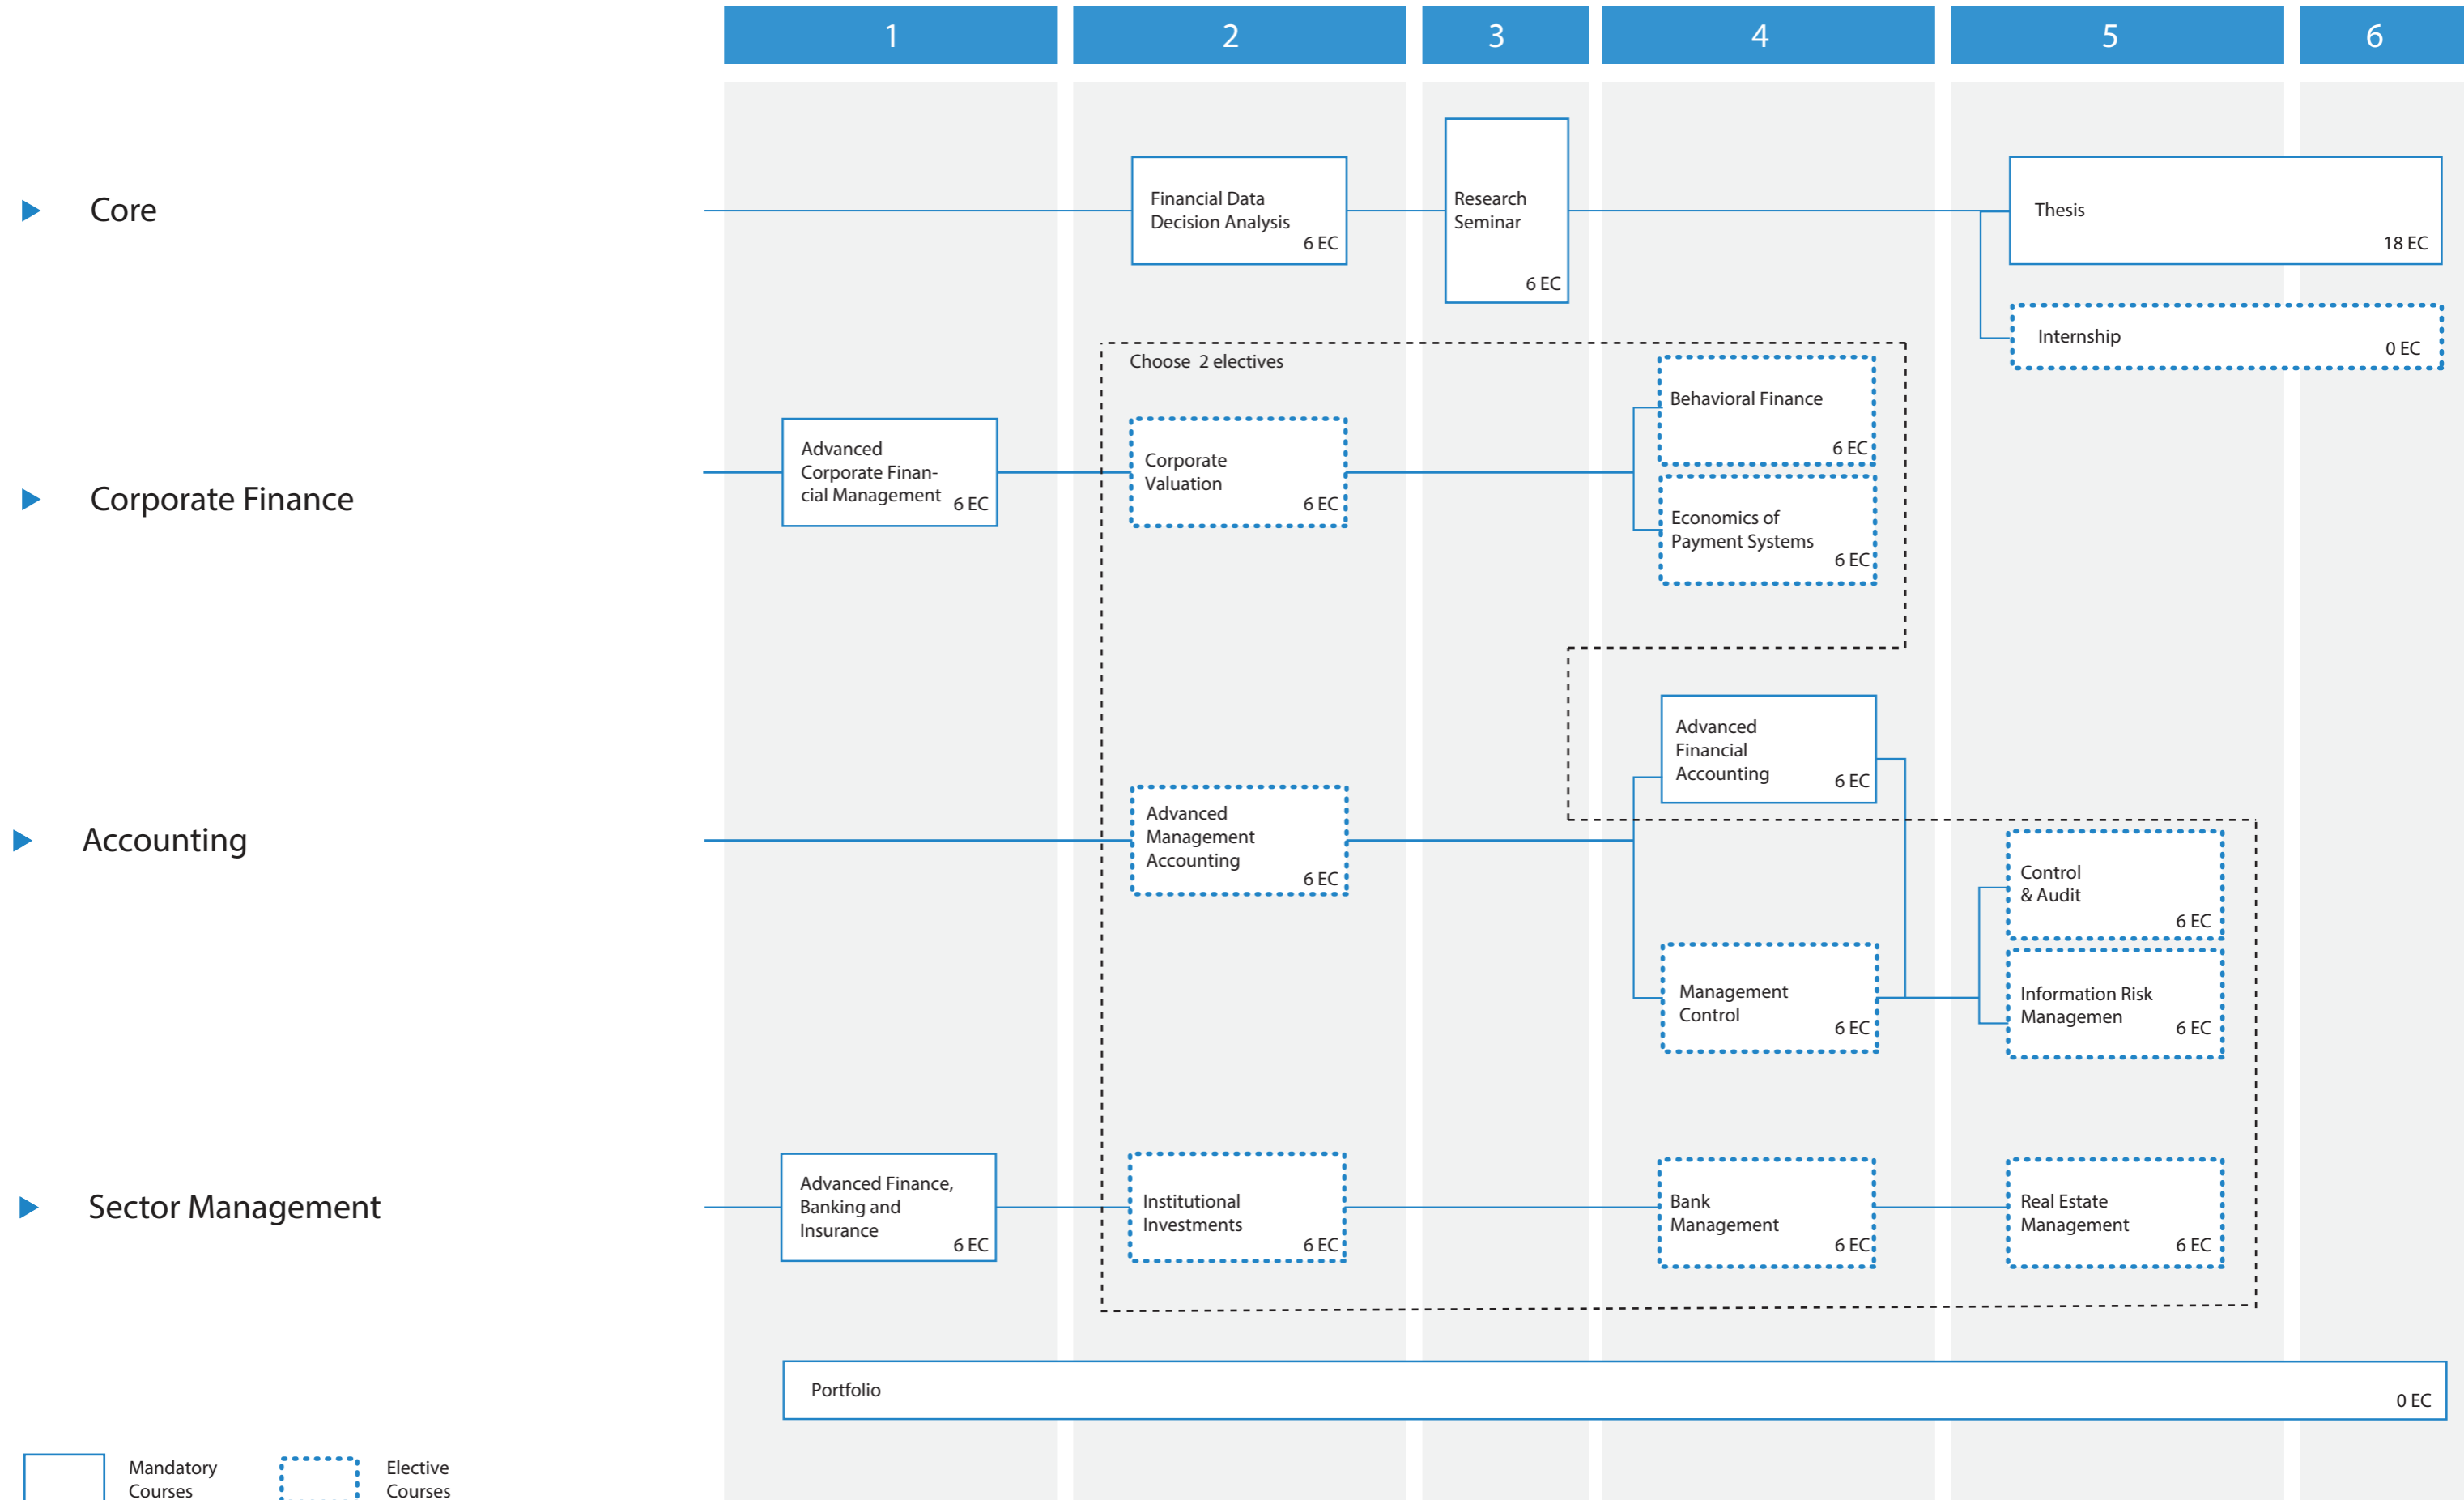 1
2
3
4
5
6
Core
Financial Data
Decision Analysis
6 EC
Research
Seminar
6 EC
Thesis
18 EC
Internship
0 EC
Choose 2 electives
Corporate Finance
Advanced
Corporate Finan-
cial Management
6 EC
Corporate
Valuation
6 EC
Behavioral Finance
6 EC
Economics of
Payment Systems
6 EC
Accounting
Advanced
Management
Accounting
6 EC
Advanced
Financial
Accounting
6 EC
Management
Control
6 EC
Control
& Audit
6 EC
Information Risk
Managemen
6 EC
Sector Management
Advanced Finance,
Banking and
Insurance
6 EC
Institutional
Investments
6 EC
Bank
Management
6 EC
Real Estate
Management
6 EC
Portfolio
0 EC
Mandatory
Courses
Elective
Courses